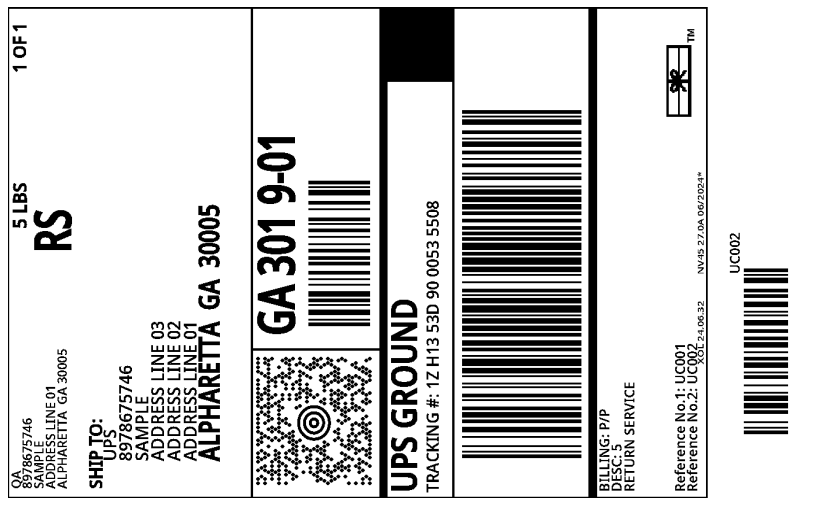 QA
8978675746
SAMPLE
ADDRESS LINE 01
ALPHARETTA GA 30005
5 LBS
1 OF 1
RS
SHIP TO:
UPS
8978675746
SAMPLE
ADDRESS LINE 03
ADDRESS LINE 02
ADDRESS LINE 01
ALPHARETTA GA 30005
GA 301 9-01
UPS GROUND
TRACKING #: 1Z H13 53D 90 0053 5508
BILLING: P/P
DESC: 5
RETURN SERVICE
Reference No.1: UC001
Reference No.2: UC002
XOL 24.06.32
NV45 27.0A 06/2024*
TM
UC002